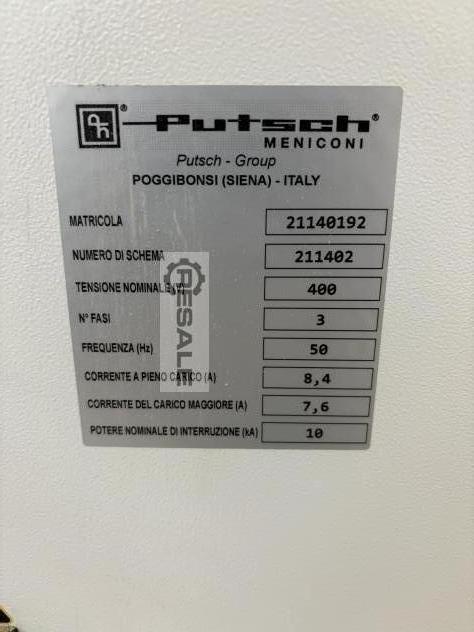 Putsch®
MENICONI
Putsch - Group
POGGIBONSI (SIENA) - ITALY
MATRICOLA 21140192
NUMERO DI SCHEMA 211402
TENSIONE NOMINALE (V) 400
N° FASI 3
FREQUENZA (Hz) 50
CORRENTE A PIENO CARICO (A) 8,4
CORRENTE DEL CARICO MAGGIORE (A) 7,6
POTERE NOMINALE DI INTERRUZIONE (kA) 10
RESALE